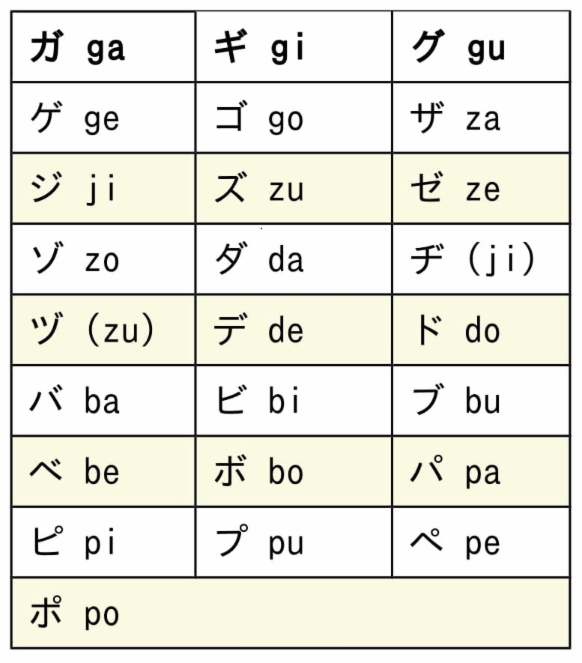 ガ ga ギ gi グ gu
ゲ ge ゴ go ザ za
ジ ji ズ zu ゼ ze
ゾ zo ダ da ヂ (ji)
ヅ (zu) デ de ド do
バ ba ビ bi ブ bu
ベ be ボ bo パ pa
ピ pi プ pu ペ pe
ポ po